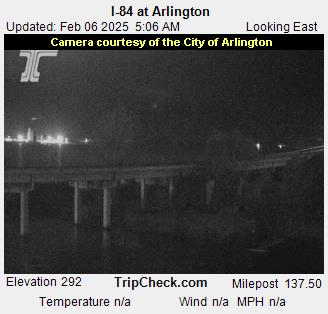 I-84 at Arlington
Updated: Feb 06 2025 5:06 AM Looking East
Camera courtesy of the City of Arlington
Elevation 292 TripCheck.com Milepost 137.50
Temperature n/a Wind n/a MPH n/a